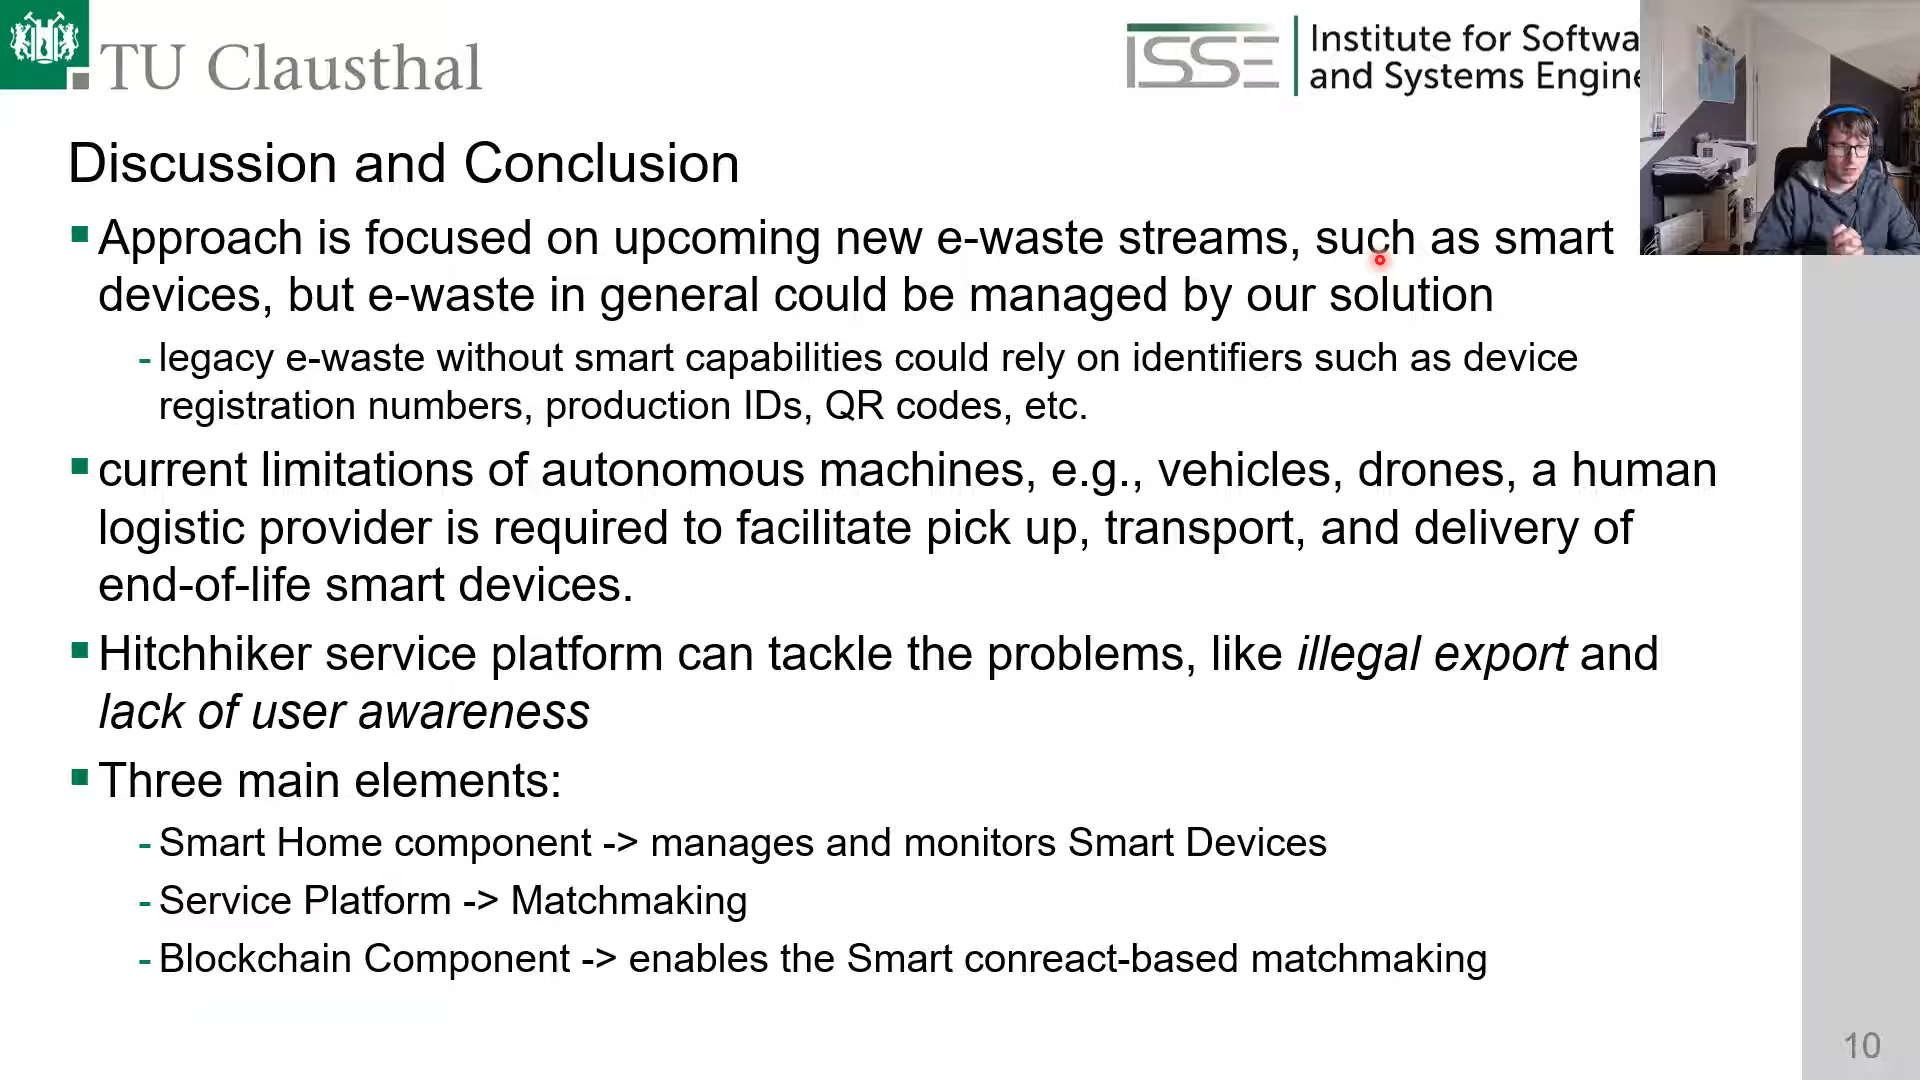 TU Clausthal
ISSE
Institute for Softwa
and Systems Engine
Discussion and Conclusion
Approach is focused on upcoming new e-waste streams, such as smart
devices, but e-waste in general could be managed by our solution
- legacy e-waste without smart capabilities could rely on identifiers such as device
registration numbers, production IDs, QR codes, etc.
current limitations of autonomous machines, e.g., vehicles, drones, a human
logistic provider is required to facilitate pick up, transport, and delivery of
end-of-life smart devices.
Hitchhiker service platform can tackle the problems, like illegal export and
lack of user awareness
Three main elements:
- Smart Home component -> manages and monitors Smart Devices
- Service Platform -> Matchmaking
- Blockchain Component -> enables the Smart conreact-based matchmaking
10